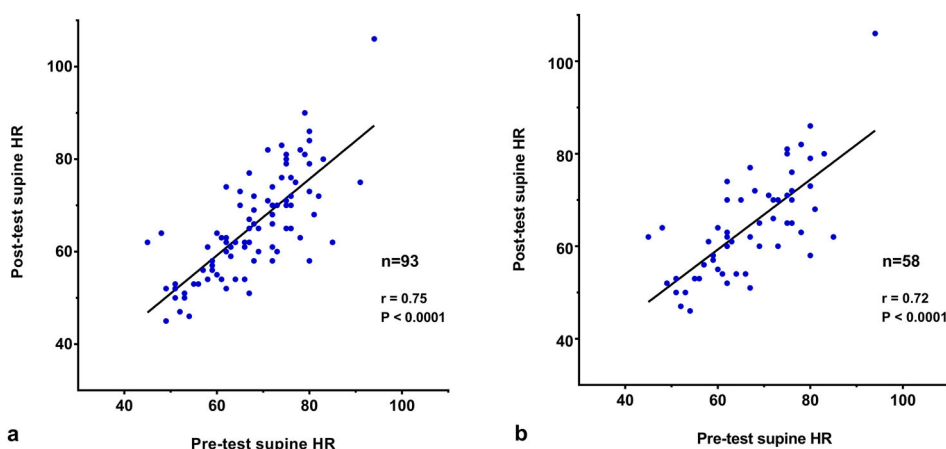 Post-test supine HR
100
80
60
40
n=93
r = 0.75
P < 0.0001
40
60
80
100
Pre-test supine HR
a
Post-test supine HR
100
80
60
40
n=58
r = 0.72
P < 0.0001
40
60
80
100
Pre-test supine HR
b